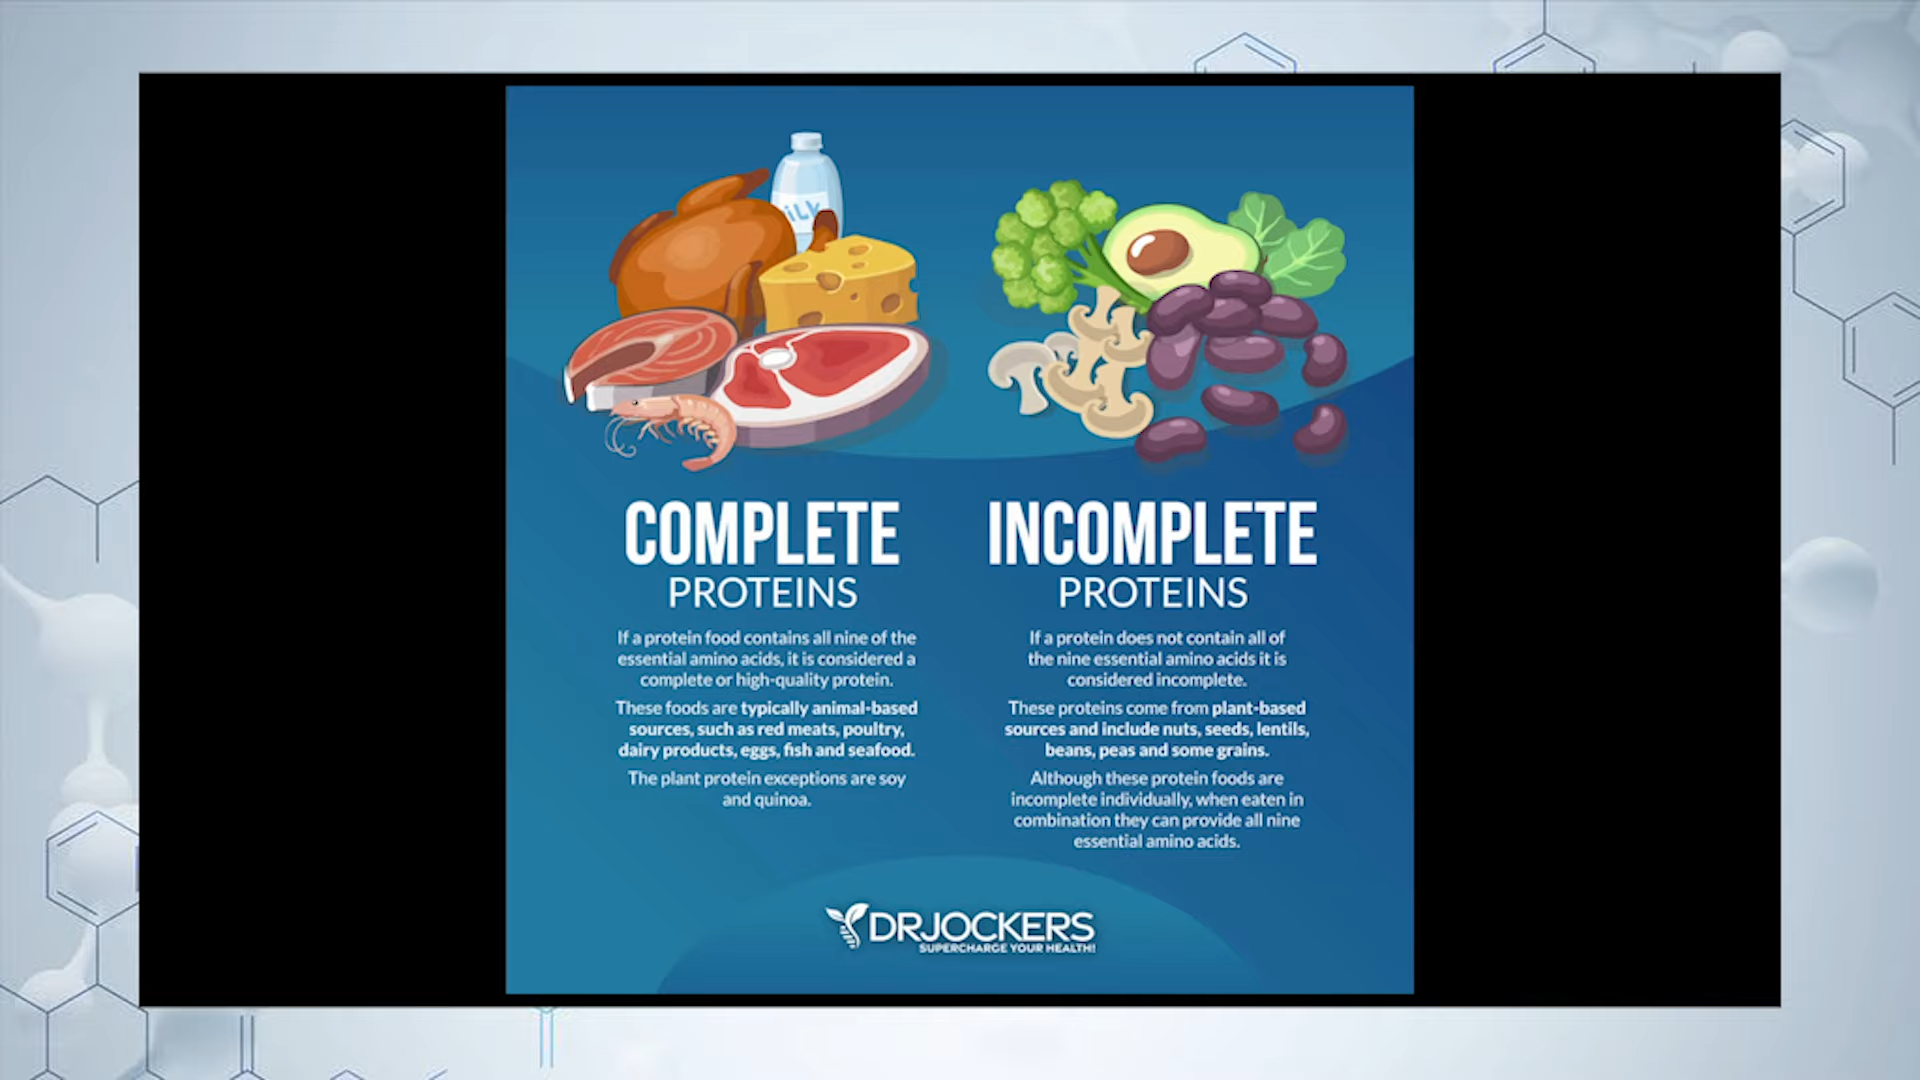 iLK
COMPLETE
PROTEINS
If a protein food contains all nine of the
essential amino acids, it is considered a
complete or high-quality protein.
These foods are typically animal-based
sources, such as red meats, poultry,
dairy products, eggs, fish and seafood.
The plant protein exceptions are soy
and quinoa.
INCOMPLETE
PROTEINS
If a protein does not contain all of
the nine essential amino acids it is
considered incomplete.
These proteins come from plant-based
sources and include nuts, seeds, lentils,
beans, peas and some grains.
Although these protein foods are
incomplete individually, when eaten in
combination they can provide all nine
essential amino acids.
DRJOCKERS
SUPERCHARGE YOUR HEALTH!